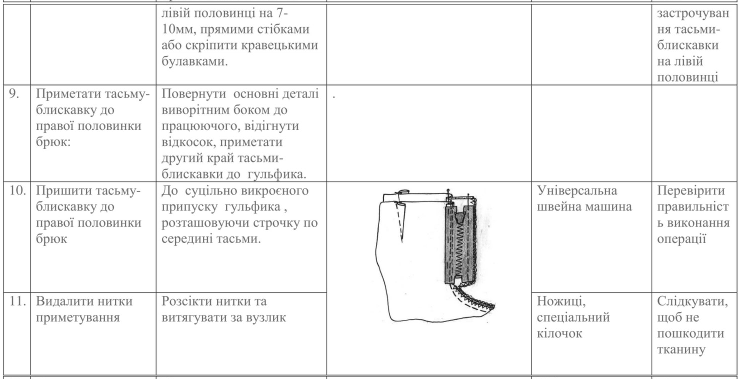 лівій половинці на 7-
10мм, прямими стібками
або скріпити кравецькими
булавками.
застрочуван
ня тасьми-
блискавки
на лівій
половинці
9.
Приметати тасьму-
блискавку до
правої половинки
брюк:
Повернути основні деталі
виворітним боком до
працюючого, відігнути
відкосок, приметати
другий край тасьми-
блискавки до гульфика.
.
10.
Пришити тасьму-
блискавку до
правої половинки
брюк
До суцільно викроєного
припуску гульфика ,
розташовуючи строчку по
середині тасьми.
Універсальна
швейна машина
Перевірити
правильніст
ь виконання
операції
11.
Видалити нитки
приметування
Розсікти нитки та
витягувати за вузлик
Ножиці,
спеціальний
кілочок
Слідкувати,
щоб не
пошкодити
тканину